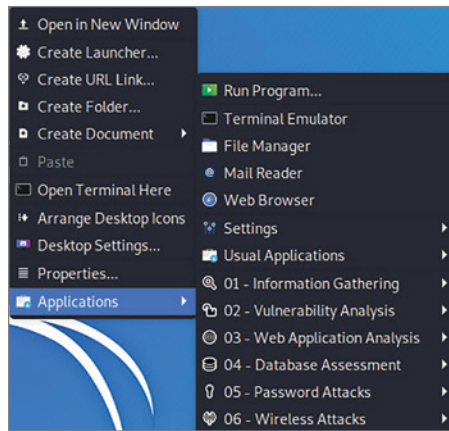 Open in New Window
Create Launcher...
Create URL Link...
Create Folder...
Create Document
Paste
Open Terminal Here
Arrange Desktop Icons
Desktop Settings...
Properties...
Applications
Run Program...
Terminal Emulator
File Manager
Mail Reader
Web Browser
Settings
Usual Applications
01 - Information Gathering
02 - Vulnerability Analysis
03 - Web Application Analysis
04 - Database Assessment
05 - Password Attacks
06 - Wireless Attacks